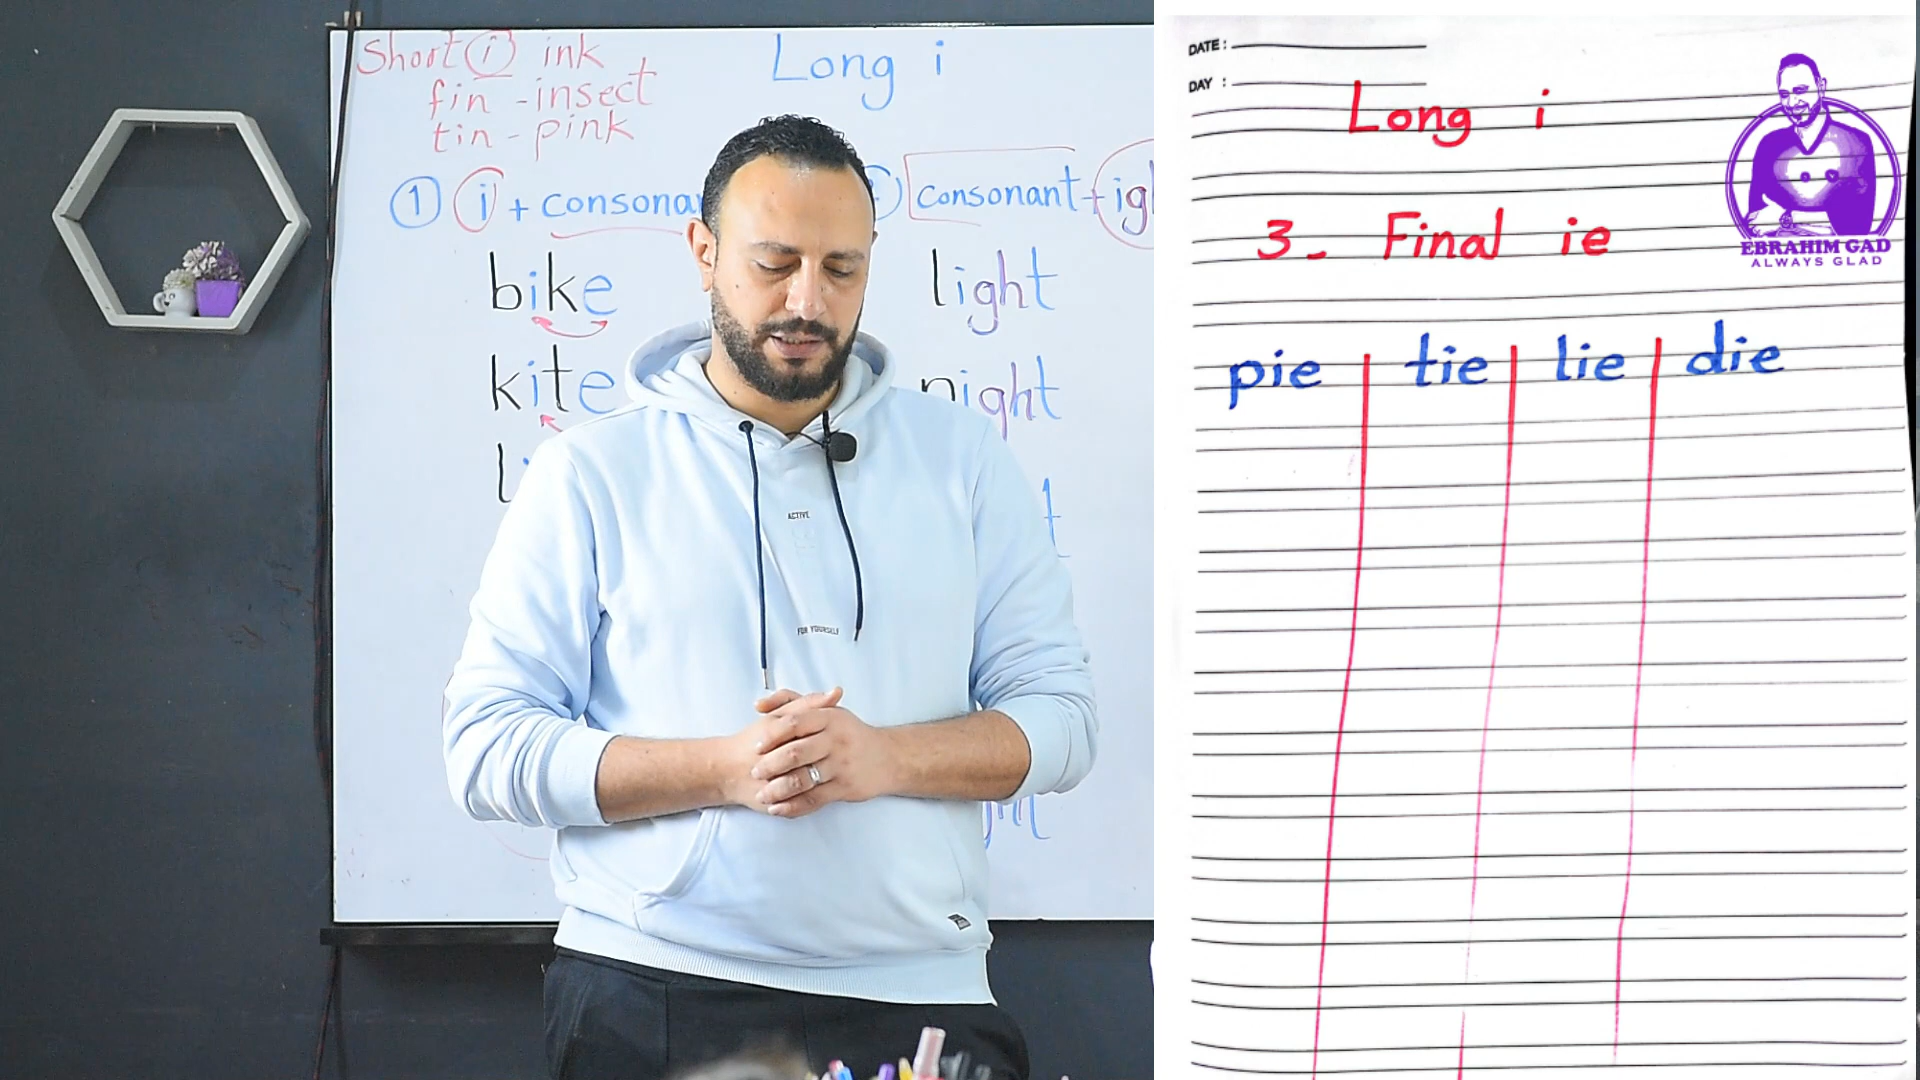 Short i ink
fin - insect
tin - pink
Long i
1 i + consona
consonant + igh
bike
light
kite
night
ACTIVE
FOR YOURSELF
DATE :
DAY :
Long i
3- Final ie
pie tie lie die
EBRAHIM GAD
ALWAYS GLAD